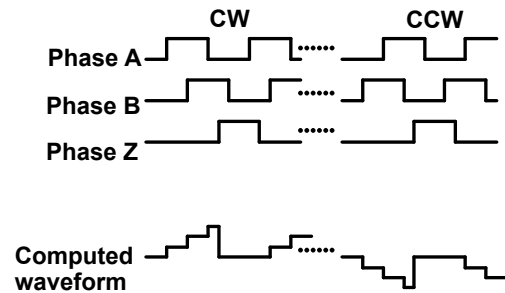 CW
CCW
Phase A
Phase B
Phase Z
Computed
waveform